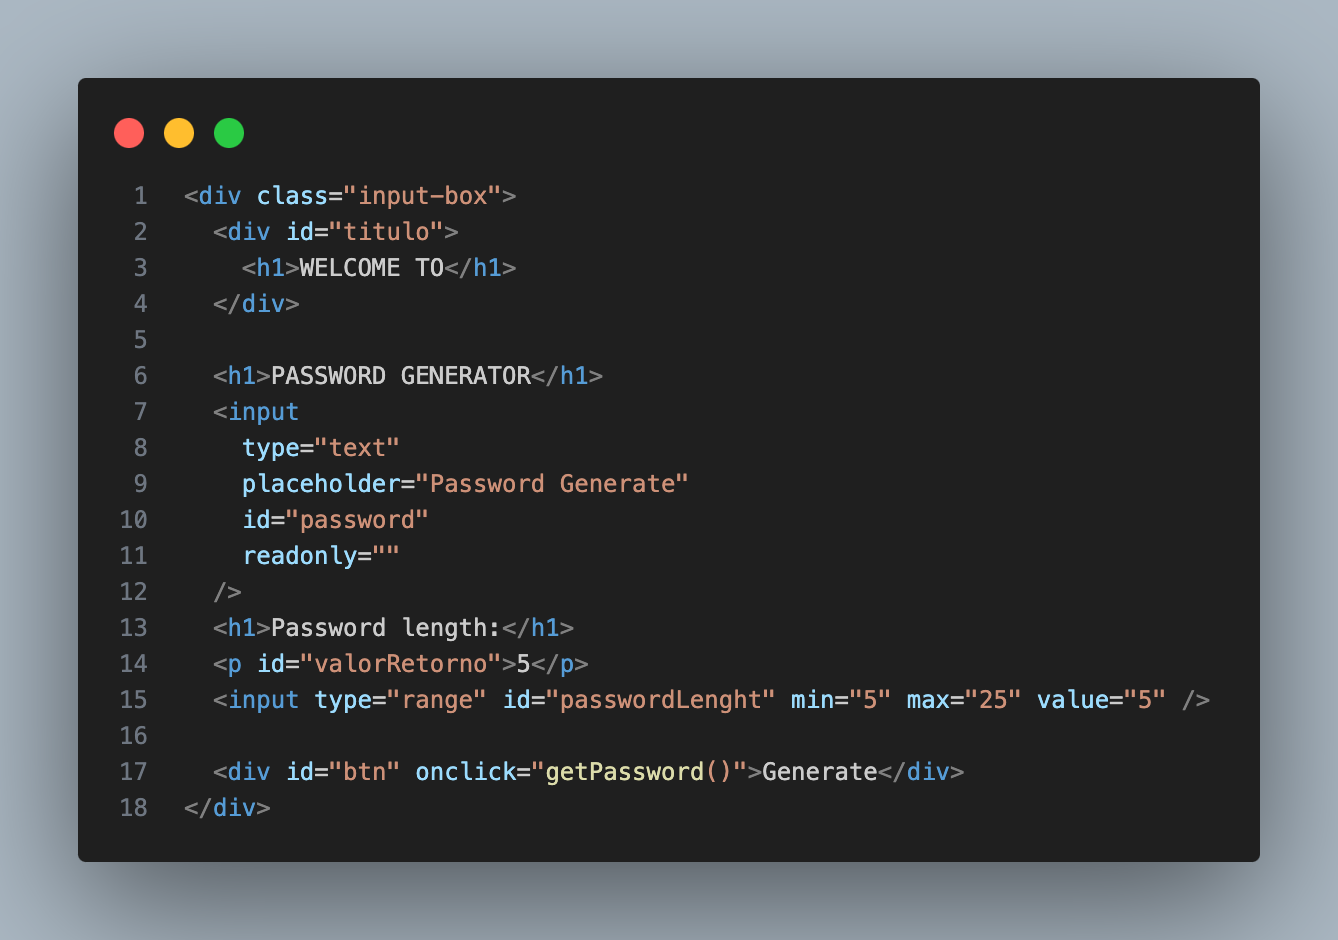 1 <div class="input-box">
2   <div id="titulo">
3     <h1>WELCOME TO</h1>
4   </div>
5
6   <h1>PASSWORD GENERATOR</h1>
7   <input
8     type="text"
9     placeholder="Password Generate"
10     id="password"
11     readonly=""
12   />
13   <h1>Password length:</h1>
14   <p id="valorRetorno">5</p>
15   <input type="range" id="passwordLenght" min="5" max="25" value="5" />
16
17   <div id="btn" onclick="getPassword()">Generate</div>
18 </div>